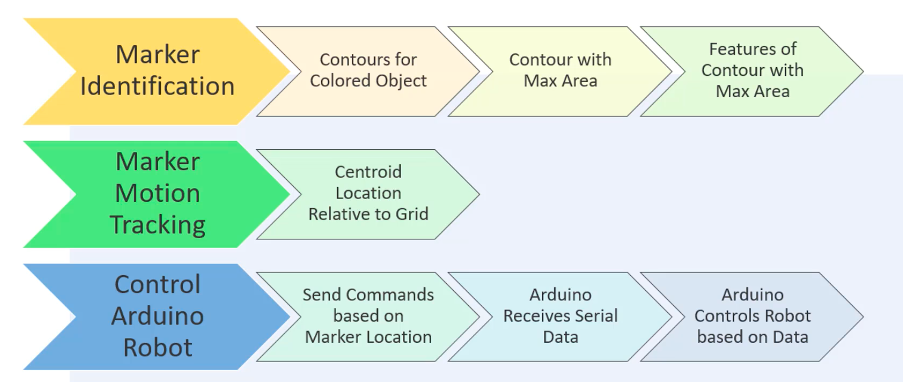 Marker
Identification
Contours for
Colored Object
Contour with
Max Area
Features of
Contour with
Max Area
Marker
Motion
Tracking
Centroid
Location
Relative to Grid
Control
Arduino
Robot
Send Commands
based on
Marker Location
Arduino
Receives Serial
Data
Arduino
Controls Robot
based on Data